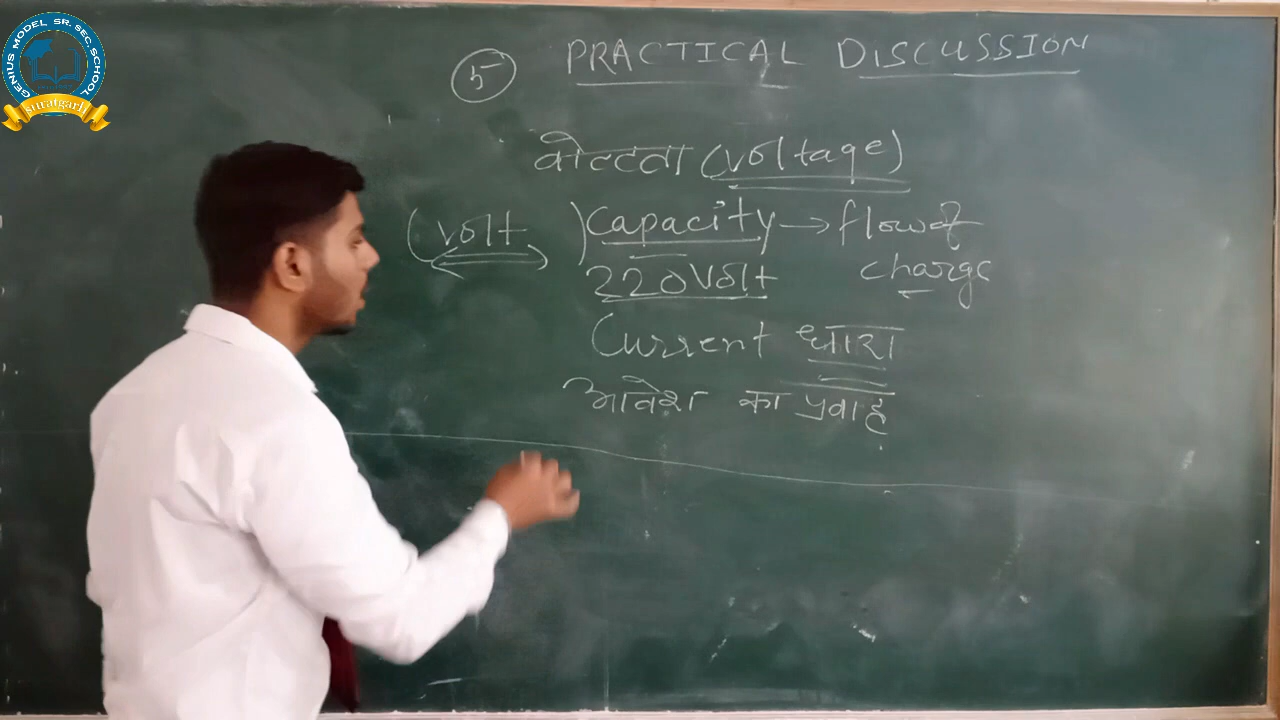 GENIUS MODEL SR. SEC. SCHOOL
suratgarh
5 PRACTICAL DISCUSSION
वोल्टता (Voltage)
(volt) Capacity → flow of
220 Volt charge
Current धारा
आवेश का प्रवाह